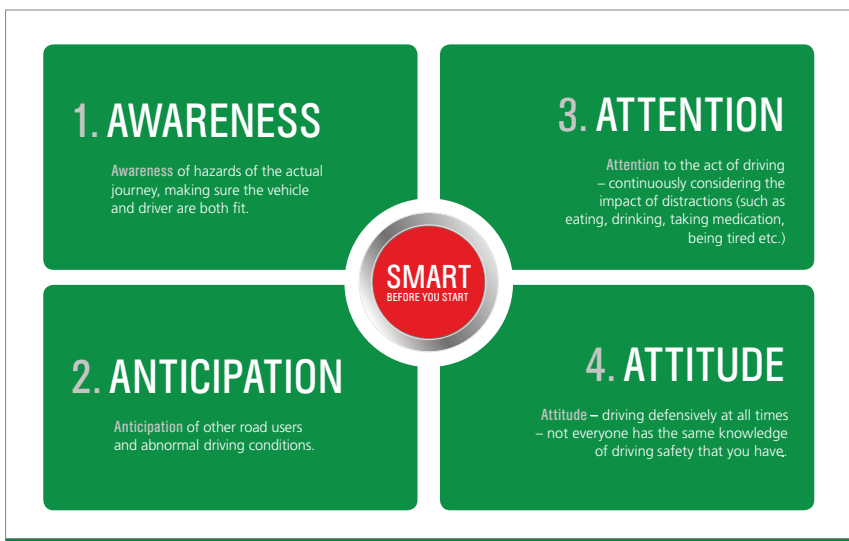 1. AWARENESS
Awareness of hazards of the actual
journey, making sure the vehicle
and driver are both fit.
2. ANTICIPATION
Anticipation of other road users
and abnormal driving conditions.
SMART
BEFORE YOU START
3. ATTENTION
Attention to the act of driving
– continuously considering the
impact of distractions (such as
eating, drinking, taking medication,
being tired etc.)
4. ATTITUDE
Attitude – driving defensively at all times
– not everyone has the same knowledge
of driving safety that you have.